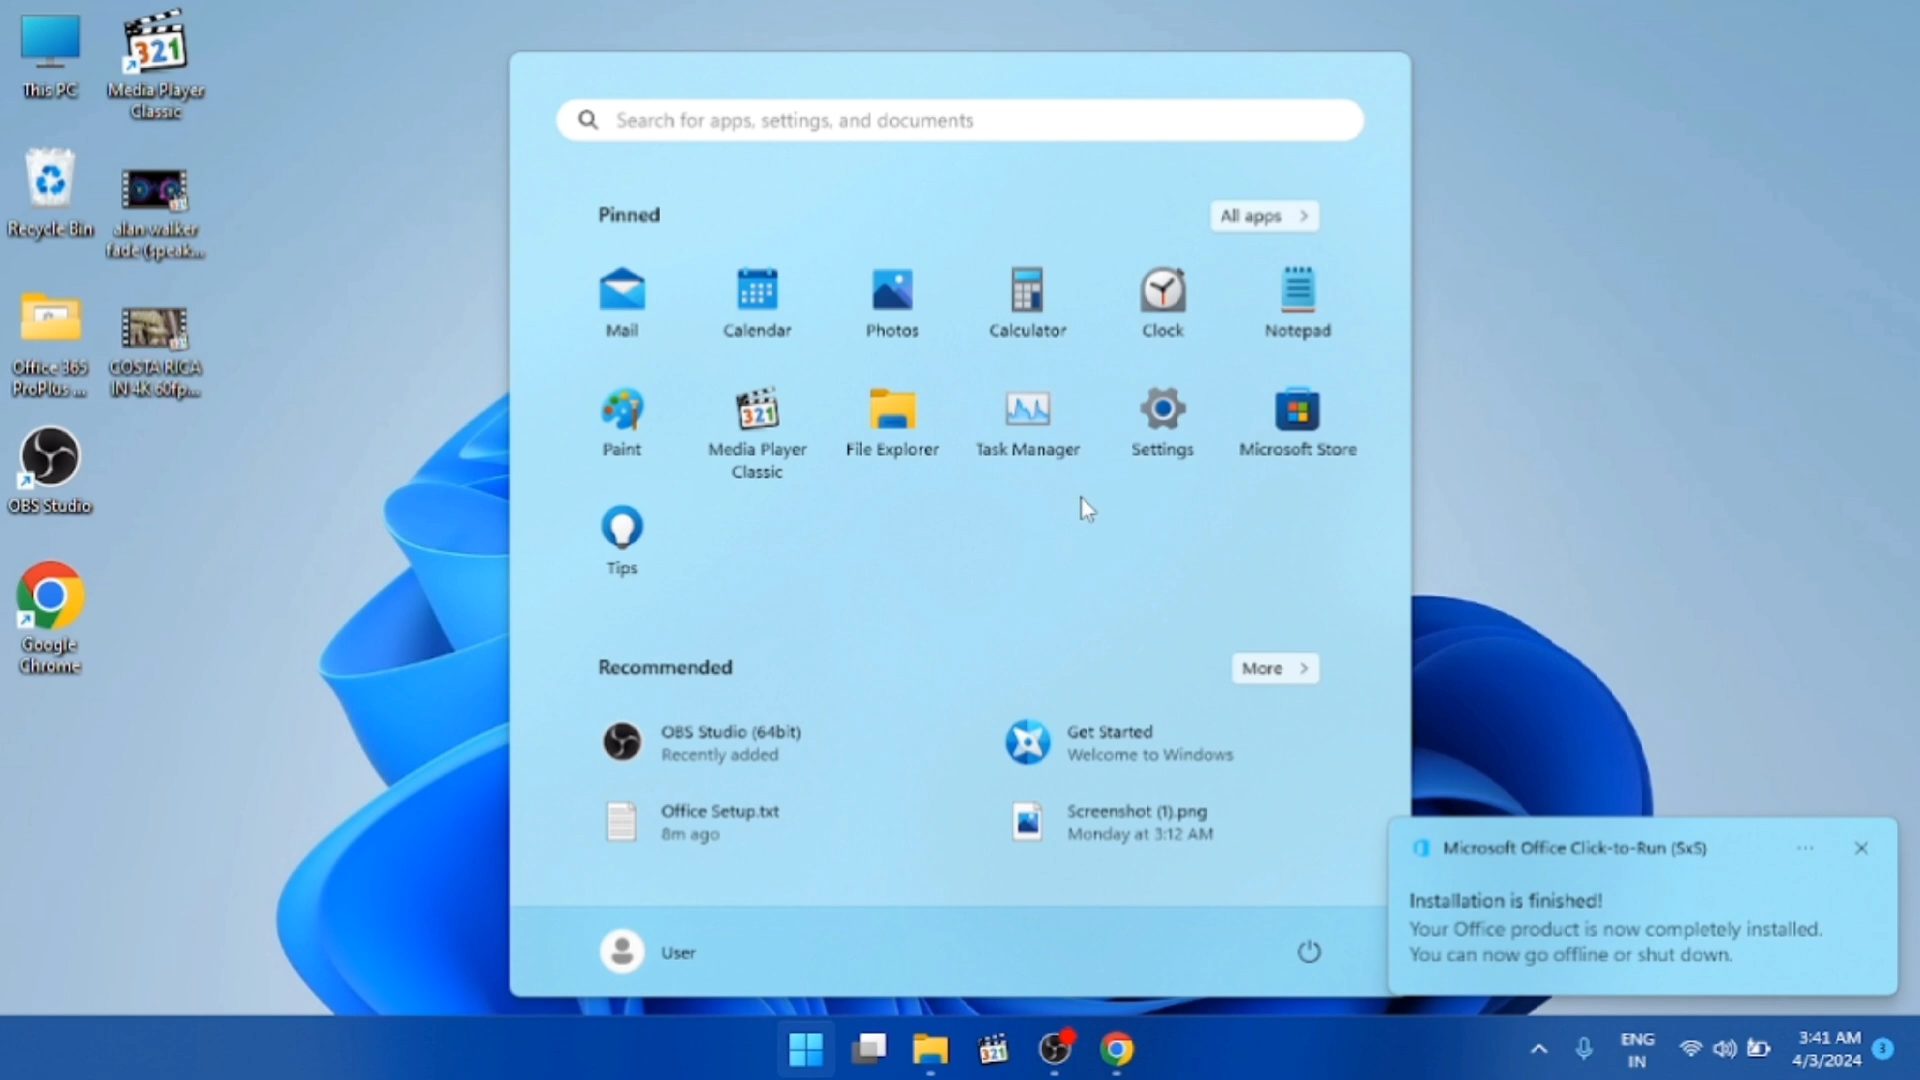 This PC
Media Player
Classic
Recycle Bin
alan walker
fade (speak...
Office 365
ProPlus ...
COSTA RICA
IN 4K 60fp...
OBS Studio
Google
Chrome
Search for apps, settings, and documents
Pinned
All apps
Mail
Calendar
Photos
Calculator
Clock
Notepad
Paint
Media Player
Classic
File Explorer
Task Manager
Settings
Microsoft Store
Tips
Recommended
More
OBS Studio (64bit)
Recently added
Get Started
Welcome to Windows
Office Setup.txt
8m ago
Screenshot (1).png
Monday at 3:12 AM
User
Microsoft Office Click-to-Run (SxS)
Installation is finished!
Your Office product is now completely installed.
You can now go offline or shut down.
321
321
321
ENG
IN
3:41 AM
4/3/2024
3